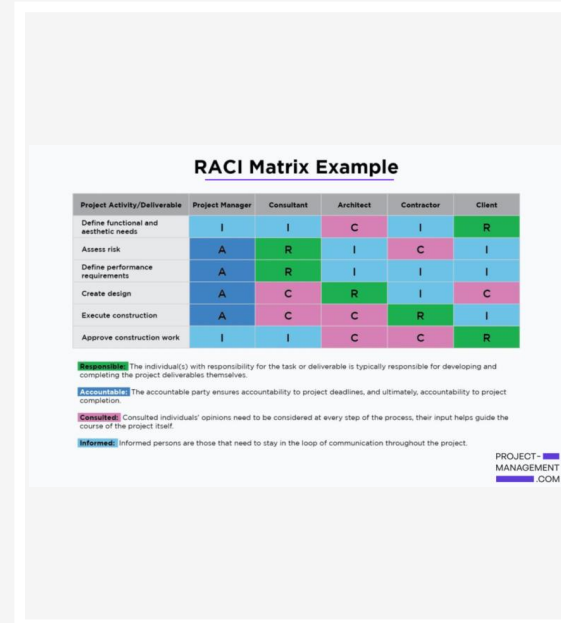 RACI Matrix Example
Project Activity/Deliverable Project Manager Consultant Architect Contractor Client
Define functional and
aesthetic needs I I C I R
Assess risk A R I C I
Define performance
requirements A R I I I
Create design A C R I C
Execute construction A C C R I
Approve construction work I I C C R
Responsible: The individual(s) with responsibility for the task or deliverable is typically responsible for developing and
completing the project deliverables themselves.
Accountable: The accountable party ensures accountability to project deadlines, and ultimately, accountability to project
completion.
Consulted: Consulted individuals' opinions need to be considered at every step of the process, their input helps guide the
course of the project itself.
Informed: Informed persons are those that need to stay in the loop of communication throughout the project.
PROJECT-
MANAGEMENT
.COM